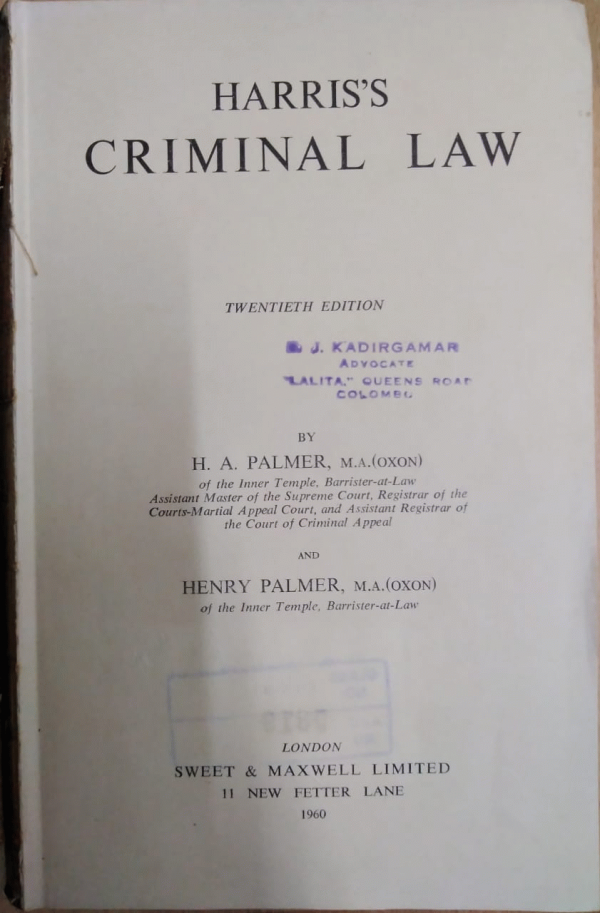 HARRIS'S
CRIMINAL LAW
TWENTIETH EDITION
J. KADIRGAMAR
ADVOCATE
"LALITA," QUEENS ROAD
COLOMBO
BY
H. A. PALMER, M.A.(OXON)
of the Inner Temple, Barrister-at-Law
Assistant Master of the Supreme Court, Registrar of the
Courts-Martial Appeal Court, and Assistant Registrar of
the Court of Criminal Appeal
AND
HENRY PALMER, M.A.(OXON)
of the Inner Temple, Barrister-at-Law
LONDON
SWEET & MAXWELL LIMITED
11 NEW FETTER LANE
1960